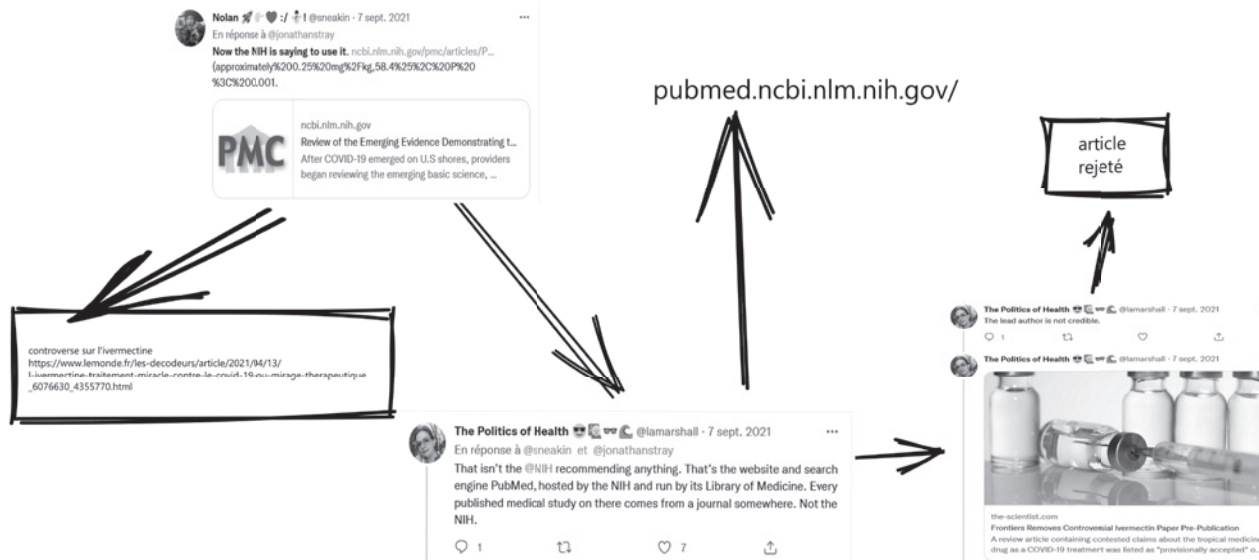 Nolan :/ ! @sneakin · 7 sept. 2021
En réponse à @jonathanstray
Now the NIH is saying to use it. ncbi.nlm.nih.gov/pmc/articles/P...
(approximately%200.25%20mg%2Fkg,58.4%25%2C%20P%20
%3C%200.001.
PMC
ncbi.nlm.nih.gov
Review of the Emerging Evidence Demonstrating t...
After COVID-19 emerged on U.S shores, providers
began reviewing the emerging basic science, ...
pubmed.ncbi.nlm.nih.gov/
article
rejeté
controverse sur l'ivermectine
https://www.lemonde.fr/les-decodeurs/article/2021/04/13/
l-ivermectine-traitement-miracle-contre-le-covid-19-ou-mirage-therapeutique
_6076630_4355770.html
The Politics of Health @lamarshall · 7 sept. 2021
En réponse à @sneakin et @jonathanstray
That isn't the @NIH recommending anything. That's the website and search
engine PubMed, hosted by the NIH and run by its Library of Medicine. Every
published medical study on there comes from a journal somewhere. Not the
NIH.
1
7
The Politics of Health @lamarshall · 7 sept. 2021
The lead author is not credible.
1
The Politics of Health @lamarshall · 7 sept. 2021
the-scientist.com
Frontiers Removes Controversial Ivermectin Paper Pre-Publication
A review article containing contested claims about the tropical medicin
drug as a COVID-19 treatment was listed as "provisionally accepted" o